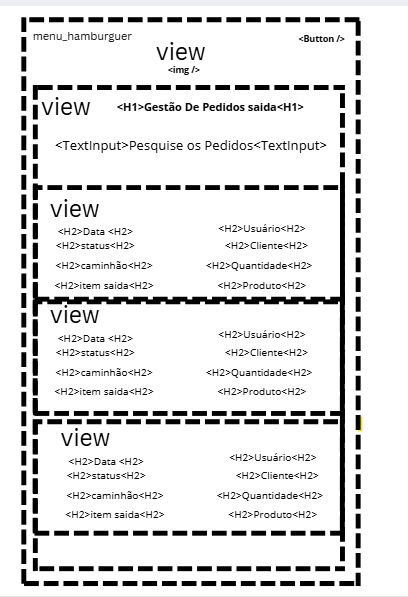 menu_hamburguer
<Button />
view
<img />
view
<H1>Gestão De Pedidos saida<H1>
<TextInput>Pesquise os Pedidos<TextInput>
view
<H2>Data <H2>
<H2>Usuário<H2>
<H2>status<H2>
<H2>Cliente<H2>
<H2>caminhão<H2>
<H2>Quantidade<H2>
<H2>item saida<H2>
<H2>Produto<H2>
view
<H2>Data <H2>
<H2>Usuário<H2>
<H2>status<H2>
<H2>Cliente<H2>
<H2>caminhão<H2>
<H2>Quantidade<H2>
<H2>item saida<H2>
<H2>Produto<H2>
view
<H2>Data <H2>
<H2>Usuário<H2>
<H2>status<H2>
<H2>Cliente<H2>
<H2>caminhão<H2>
<H2>Quantidade<H2>
<H2>item saida<H2>
<H2>Produto<H2>